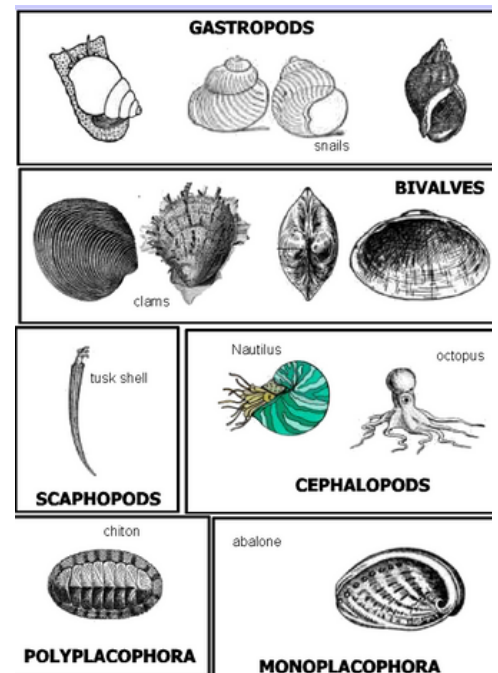 GASTROPODS
snails
BIVALVES
clams
tusk shell
SCAPHOPODS
Nautilus
octopus
CEPHALOPODS
chiton
POLYPLACOPHORA
abalone
MONOPLACOPHORA